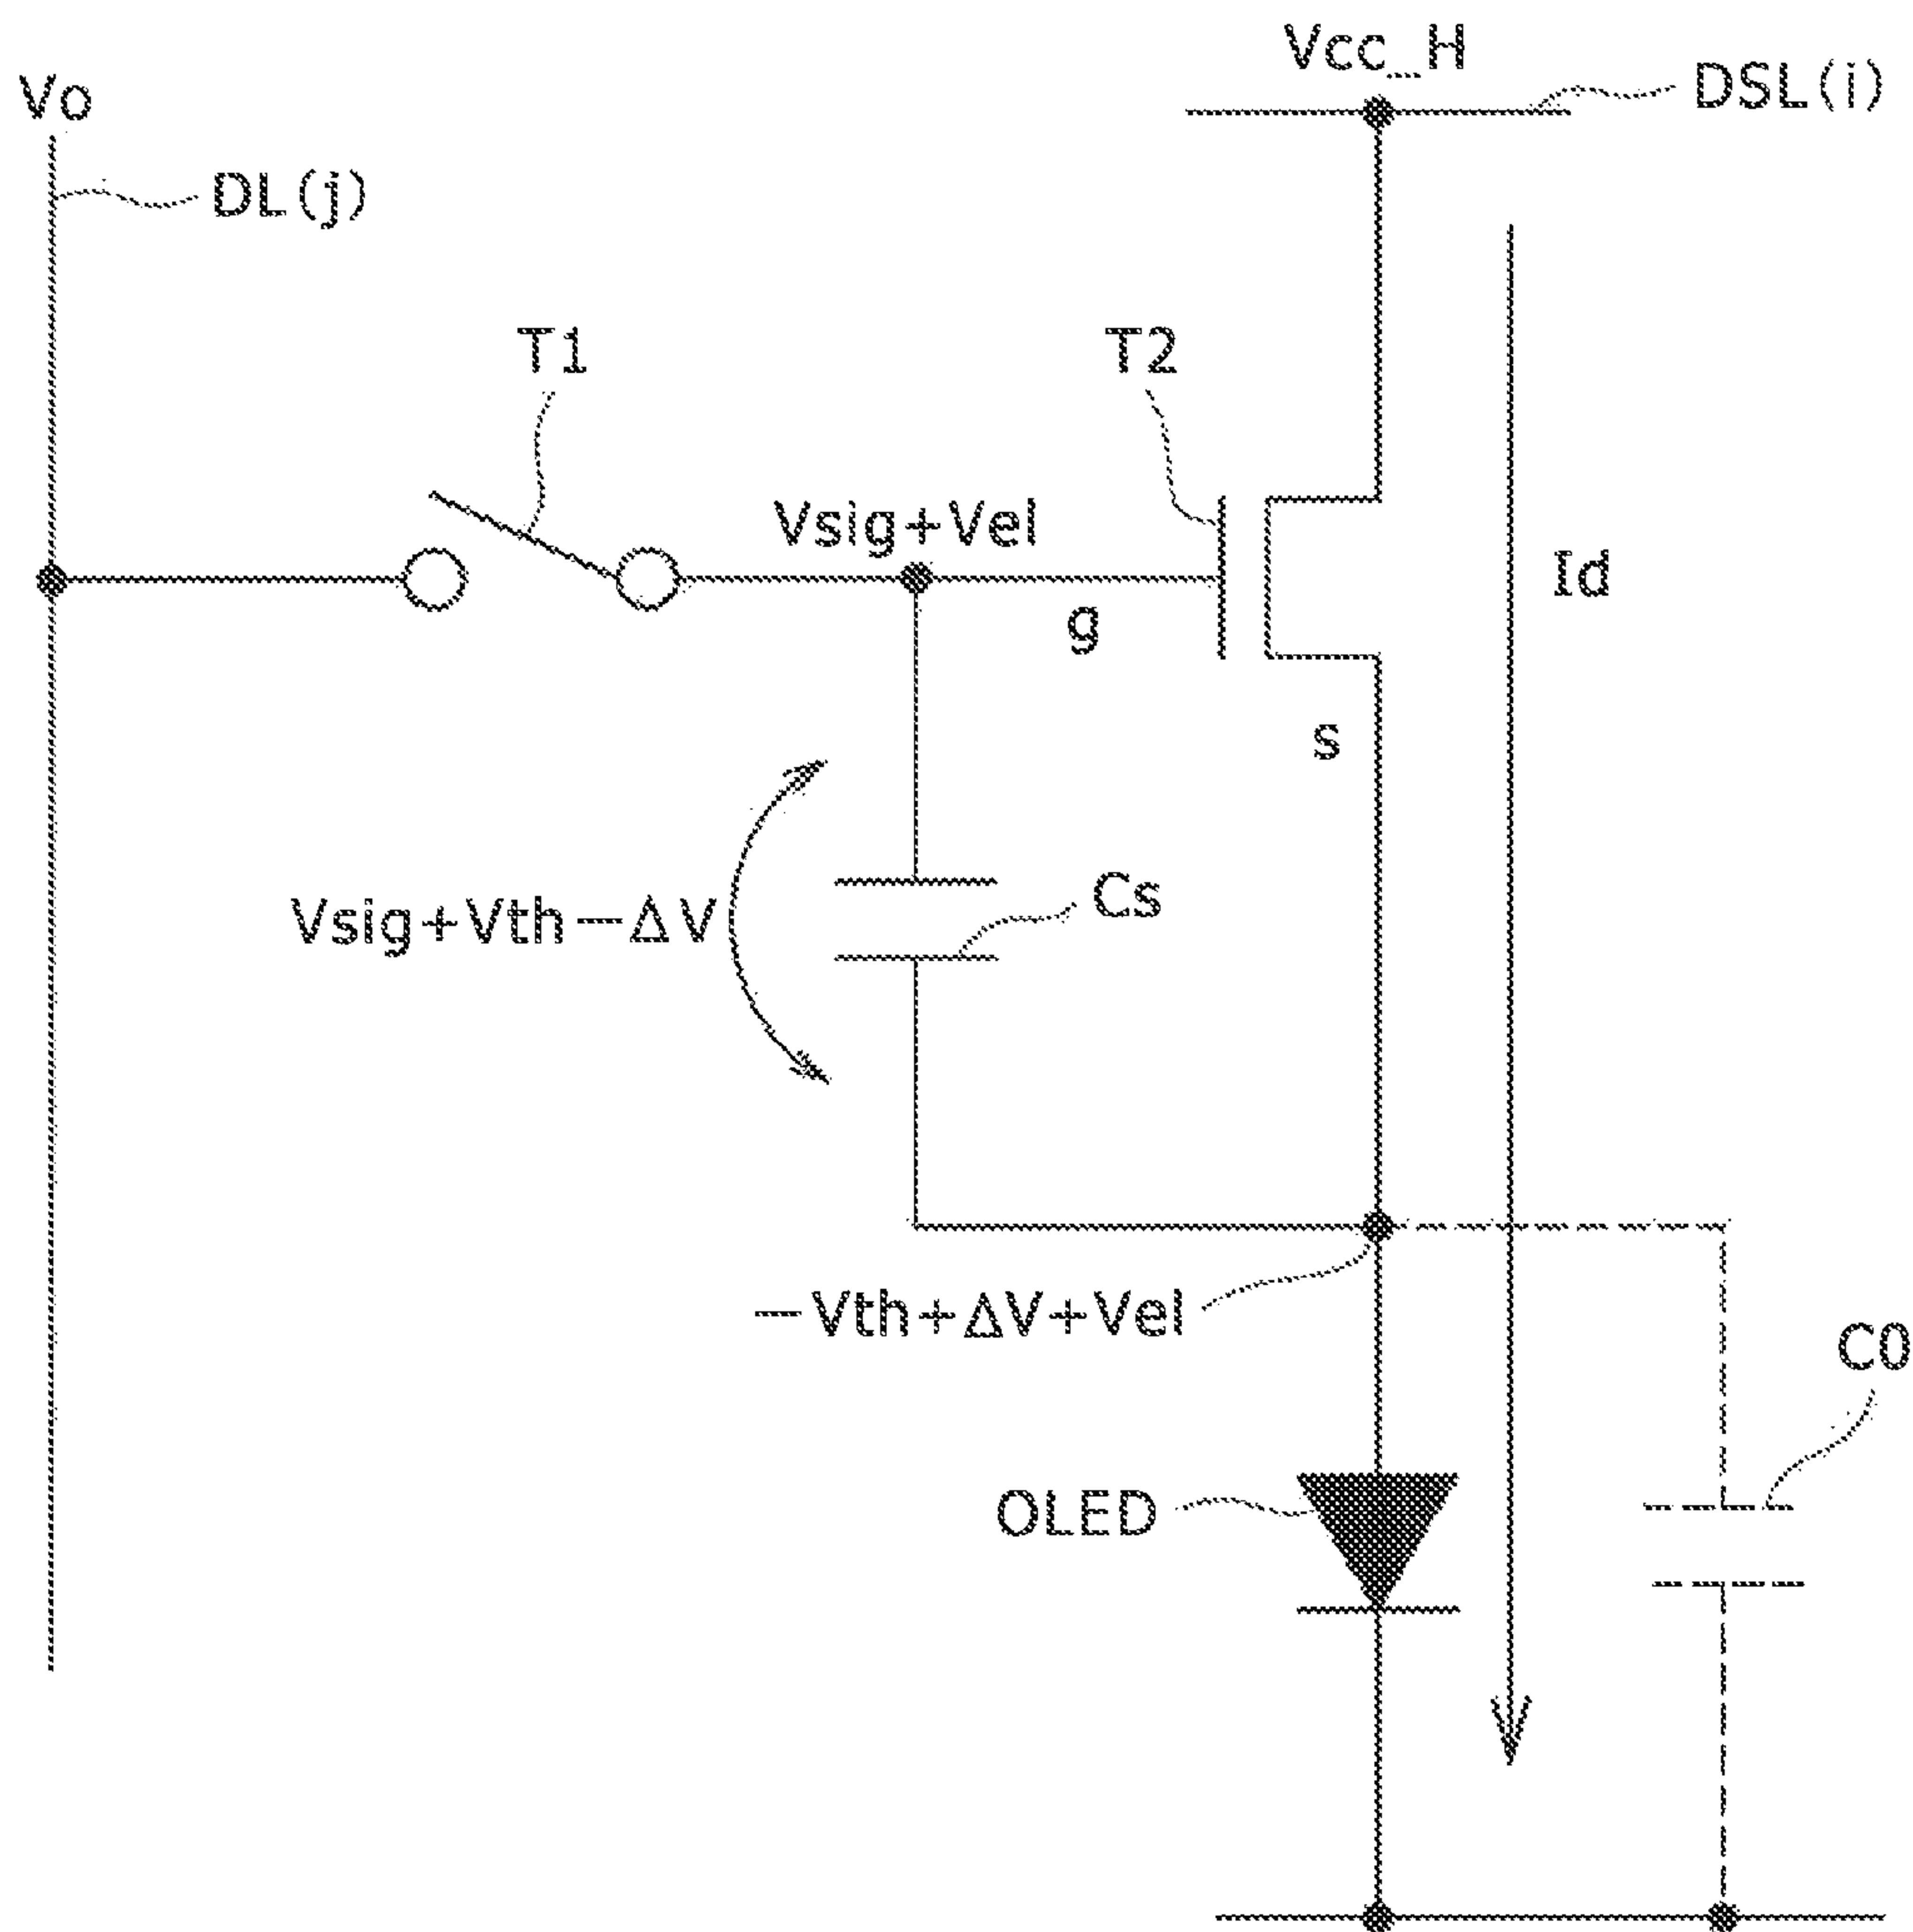 Vcc_H
Vo
DSL(i)
DL(j)
T1
T2
Vsig+Vel
Id
g
s
Cs
Vsig+Vth−ΔV
−Vth+ΔV+Vel
C0
OLED